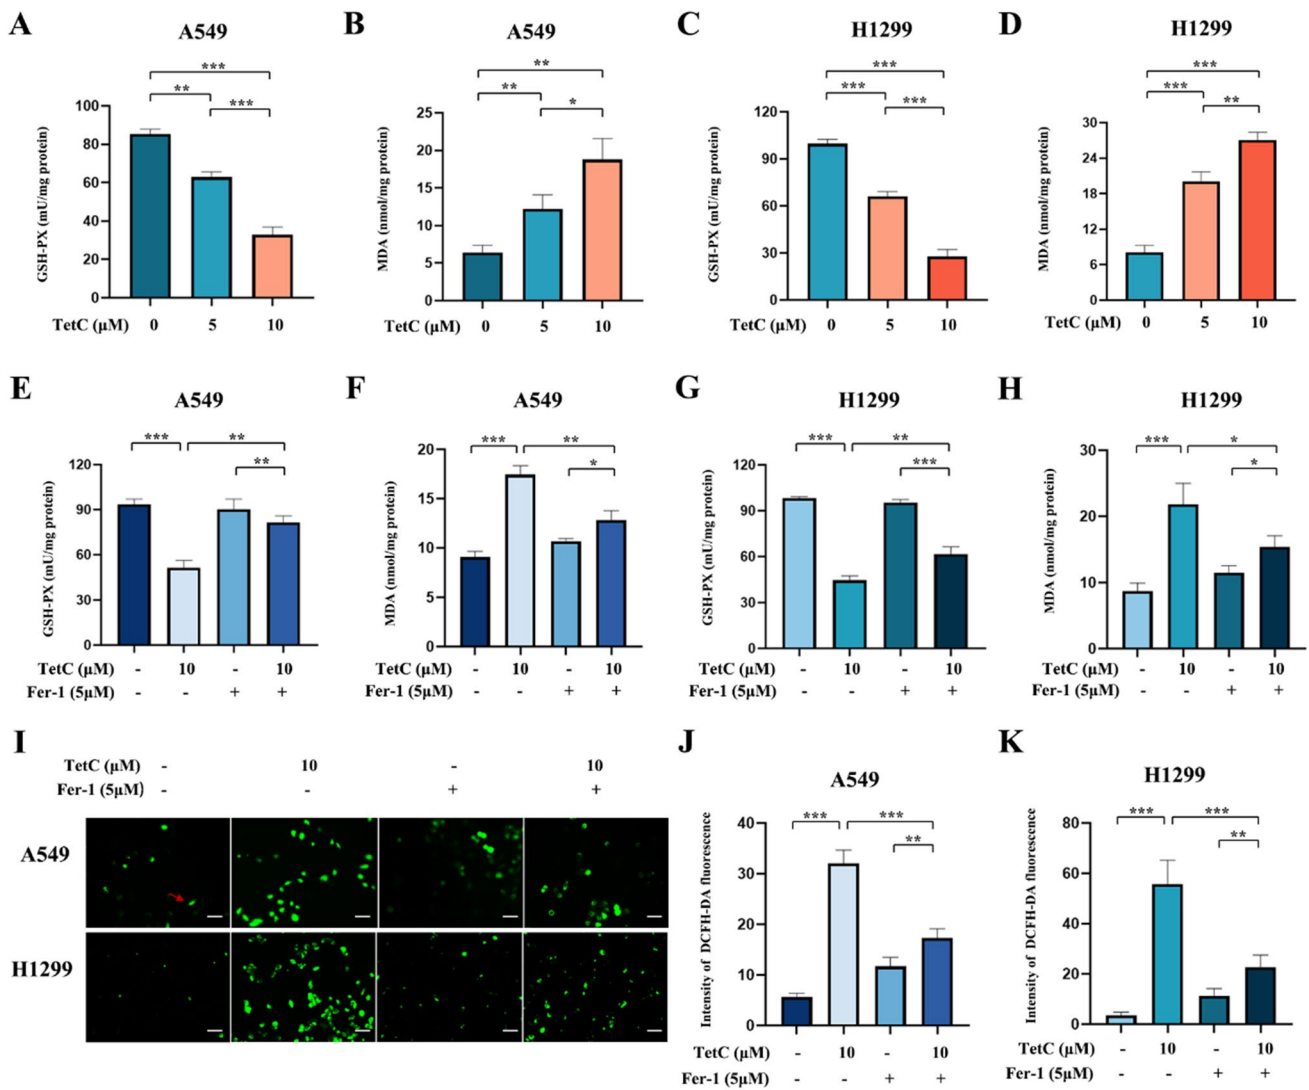 A
A549
***
**
***
GSH-PX (mU/mg protein)
100
80
60
40
20
0
TetC (μM) 0 5 10
B
A549
**
**
*
MDA (nmol/mg protein)
25
20
15
10
5
0
TetC (μM) 0 5 10
C
H1299
***
***
***
GSH-PX (mU/mg protein)
120
90
60
30
0
TetC (μM) 0 5 10
D
H1299
***
***
**
MDA (nmol/mg protein)
30
24
18
12
6
0
TetC (μM) 0 5 10
E
A549
*** **
**
GSH-PX (mU/mg protein)
120
90
60
30
0
TetC (μM) - 10 - 10
Fer-1 (5μM) - - + +
F
A549
*** **
*
MDA (nmol/mg protein)
20
15
10
5
0
TetC (μM) - 10 - 10
Fer-1 (5μM) - - + +
G
H1299
*** **
***
GSH-PX (mU/mg protein)
120
90
60
30
0
TetC (μM) - 10 - 10
Fer-1 (5μM) - - + +
H
H1299
*** *
*
MDA (nmol/mg protein)
30
20
10
0
TetC (μM) - 10 - 10
Fer-1 (5μM) - - + +
I
TetC (μM) - 10 - 10
Fer-1 (5μM) - - + +
A549
H1299
J
A549
*** ***
**
Intensity of DCFH-DA fluorescence
40
30
20
10
0
TetC (μM) - 10 - 10
Fer-1 (5μM) - - + +
K
H1299
*** ***
**
Intensity of DCFH-DA fluorescence
80
60
40
20
0
TetC (μM) - 10 - 10
Fer-1 (5μM) - - + +